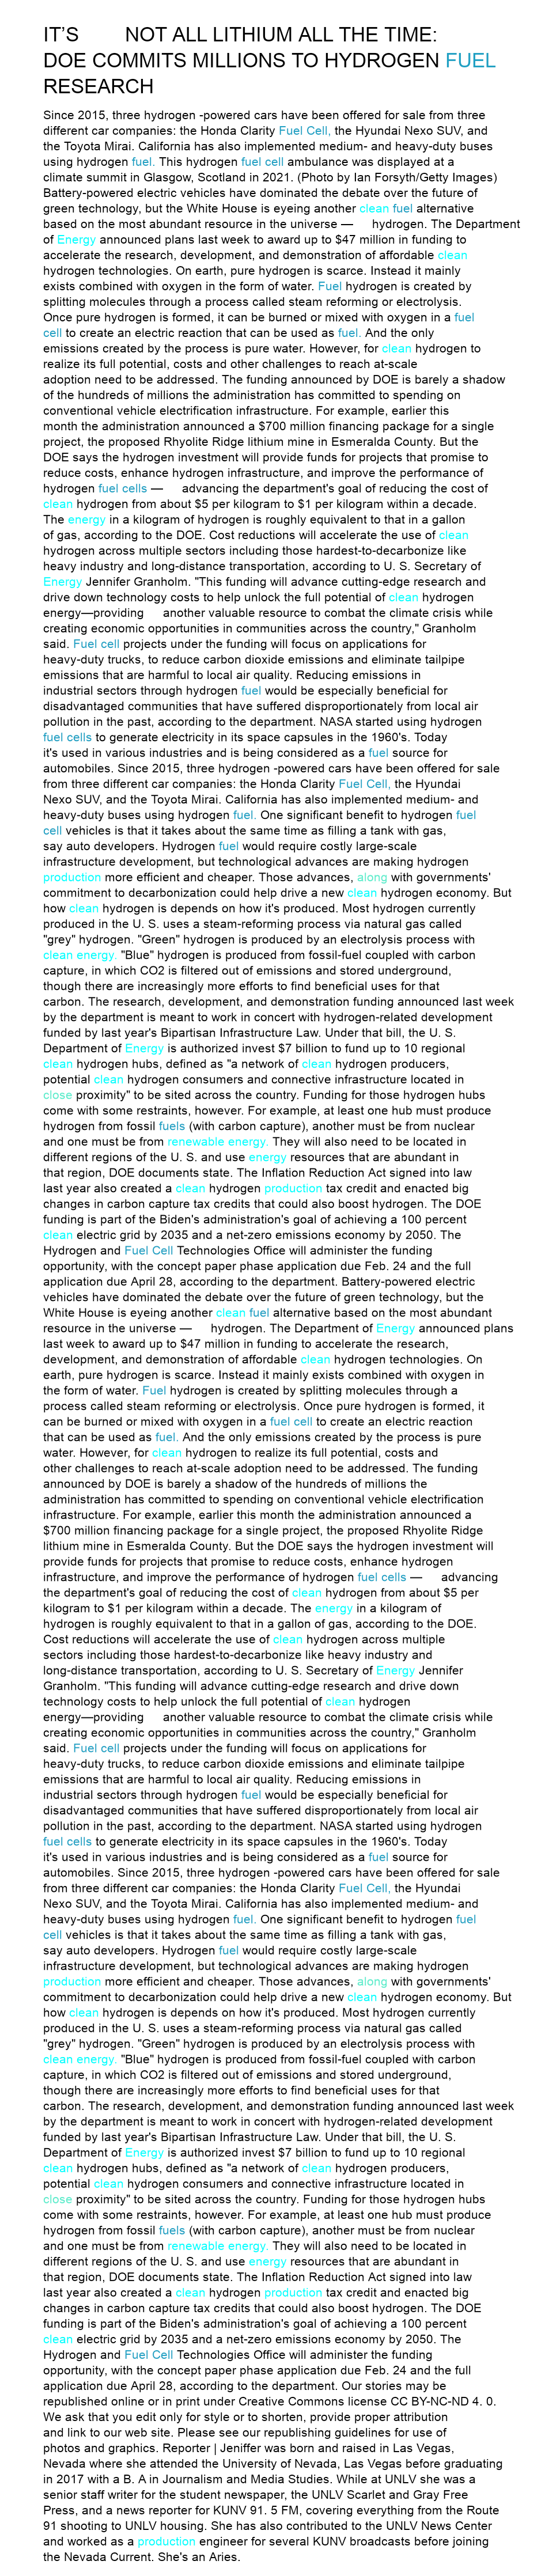 IT'S NOT ALL LITHIUM ALL THE TIME:
DOE COMMITS MILLIONS TO HYDROGEN FUEL
RESEARCH
Since 2015, three hydrogen -powered cars have been offered for sale from three
different car companies: the Honda Clarity Fuel Cell, the Hyundai Nexo SUV, and
the Toyota Mirai. California has also implemented medium- and heavy-duty buses
using hydrogen fuel. This hydrogen fuel cell ambulance was displayed at a
climate summit in Glasgow, Scotland in 2021. (Photo by Ian Forsyth/Getty Images)
Battery-powered electric vehicles have dominated the debate over the future of
green technology, but the White House is eyeing another clean fuel alternative
based on the most abundant resource in the universe — hydrogen. The Department
of Energy announced plans last week to award up to $47 million in funding to
accelerate the research, development, and demonstration of affordable clean
hydrogen technologies. On earth, pure hydrogen is scarce. Instead it mainly
exists combined with oxygen in the form of water. Fuel hydrogen is created by
splitting molecules through a process called steam reforming or electrolysis.
Once pure hydrogen is formed, it can be burned or mixed with oxygen in a fuel
cell to create an electric reaction that can be used as fuel. And the only
emissions created by the process is pure water. However, for clean hydrogen to
realize its full potential, costs and other challenges to reach at-scale
adoption need to be addressed. The funding announced by DOE is barely a shadow
of the hundreds of millions the administration has committed to spending on
conventional vehicle electrification infrastructure. For example, earlier this
month the administration announced a $700 million financing package for a single
project, the proposed Rhyolite Ridge lithium mine in Esmeralda County. But the
DOE says the hydrogen investment will provide funds for projects that promise to
reduce costs, enhance hydrogen infrastructure, and improve the performance of
hydrogen fuel cells — advancing the department's goal of reducing the cost of
clean hydrogen from about $5 per kilogram to $1 per kilogram within a decade.
The energy in a kilogram of hydrogen is roughly equivalent to that in a gallon
of gas, according to the DOE. Cost reductions will accelerate the use of clean
hydrogen across multiple sectors including those hardest-to-decarbonize like
heavy industry and long-distance transportation, according to U. S. Secretary of
Energy Jennifer Granholm. "This funding will advance cutting-edge research and
drive down technology costs to help unlock the full potential of clean hydrogen
energy—providing another valuable resource to combat the climate crisis while
creating economic opportunities in communities across the country," Granholm
said. Fuel cell projects under the funding will focus on applications for
heavy-duty trucks, to reduce carbon dioxide emissions and eliminate tailpipe
emissions that are harmful to local air quality. Reducing emissions in
industrial sectors through hydrogen fuel would be especially beneficial for
disadvantaged communities that have suffered disproportionately from local air
pollution in the past, according to the department. NASA started using hydrogen
fuel cells to generate electricity in its space capsules in the 1960's. Today
it's used in various industries and is being considered as a fuel source for
automobiles. Since 2015, three hydrogen -powered cars have been offered for sale
from three different car companies: the Honda Clarity Fuel Cell, the Hyundai
Nexo SUV, and the Toyota Mirai. California has also implemented medium- and
heavy-duty buses using hydrogen fuel. One significant benefit to hydrogen fuel
cell vehicles is that it takes about the same time as filling a tank with gas,
say auto developers. Hydrogen fuel would require costly large-scale
infrastructure development, but technological advances are making hydrogen
production more efficient and cheaper. Those advances, along with governments'
commitment to decarbonization could help drive a new clean hydrogen economy. But
how clean hydrogen is depends on how it's produced. Most hydrogen currently
produced in the U. S. uses a steam-reforming process via natural gas called
"grey" hydrogen. "Green" hydrogen is produced by an electrolysis process with
clean energy. "Blue" hydrogen is produced from fossil-fuel coupled with carbon
capture, in which CO2 is filtered out of emissions and stored underground,
though there are increasingly more efforts to find beneficial uses for that
carbon. The research, development, and demonstration funding announced last week
by the department is meant to work in concert with hydrogen-related development
funded by last year's Bipartisan Infrastructure Law. Under that bill, the U. S.
Department of Energy is authorized invest $7 billion to fund up to 10 regional
clean hydrogen hubs, defined as "a network of clean hydrogen producers,
potential clean hydrogen consumers and connective infrastructure located in
close proximity" to be sited across the country. Funding for those hydrogen hubs
come with some restraints, however. For example, at least one hub must produce
hydrogen from fossil fuels (with carbon capture), another must be from nuclear
and one must be from renewable energy. They will also need to be located in
different regions of the U. S. and use energy resources that are abundant in
that region, DOE documents state. The Inflation Reduction Act signed into law
last year also created a clean hydrogen production tax credit and enacted big
changes in carbon capture tax credits that could also boost hydrogen. The DOE
funding is part of the Biden's administration's goal of achieving a 100 percent
clean electric grid by 2035 and a net-zero emissions economy by 2050. The
Hydrogen and Fuel Cell Technologies Office will administer the funding
opportunity, with the concept paper phase application due Feb. 24 and the full
application due April 28, according to the department. Battery-powered electric
vehicles have dominated the debate over the future of green technology, but the
White House is eyeing another clean fuel alternative based on the most abundant
resource in the universe — hydrogen. The Department of Energy announced plans
last week to award up to $47 million in funding to accelerate the research,
development, and demonstration of affordable clean hydrogen technologies. On
earth, pure hydrogen is scarce. Instead it mainly exists combined with oxygen in
the form of water. Fuel hydrogen is created by splitting molecules through a
process called steam reforming or electrolysis. Once pure hydrogen is formed, it
can be burned or mixed with oxygen in a fuel cell to create an electric reaction
that can be used as fuel. And the only emissions created by the process is pure
water. However, for clean hydrogen to realize its full potential, costs and
other challenges to reach at-scale adoption need to be addressed. The funding
announced by DOE is barely a shadow of the hundreds of millions the
administration has committed to spending on conventional vehicle electrification
infrastructure. For example, earlier this month the administration announced a
$700 million financing package for a single project, the proposed Rhyolite Ridge
lithium mine in Esmeralda County. But the DOE says the hydrogen investment will
provide funds for projects that promise to reduce costs, enhance hydrogen
infrastructure, and improve the performance of hydrogen fuel cells — advancing
the department's goal of reducing the cost of clean hydrogen from about $5 per
kilogram to $1 per kilogram within a decade. The energy in a kilogram of
hydrogen is roughly equivalent to that in a gallon of gas, according to the DOE.
Cost reductions will accelerate the use of clean hydrogen across multiple
sectors including those hardest-to-decarbonize like heavy industry and
long-distance transportation, according to U. S. Secretary of Energy Jennifer
Granholm. "This funding will advance cutting-edge research and drive down
technology costs to help unlock the full potential of clean hydrogen
energy—providing another valuable resource to combat the climate crisis while
creating economic opportunities in communities across the country," Granholm
said. Fuel cell projects under the funding will focus on applications for
heavy-duty trucks, to reduce carbon dioxide emissions and eliminate tailpipe
emissions that are harmful to local air quality. Reducing emissions in
industrial sectors through hydrogen fuel would be especially beneficial for
disadvantaged communities that have suffered disproportionately from local air
pollution in the past, according to the department. NASA started using hydrogen
fuel cells to generate electricity in its space capsules in the 1960's. Today
it's used in various industries and is being considered as a fuel source for
automobiles. Since 2015, three hydrogen -powered cars have been offered for sale
from three different car companies: the Honda Clarity Fuel Cell, the Hyundai
Nexo SUV, and the Toyota Mirai. California has also implemented medium- and
heavy-duty buses using hydrogen fuel. One significant benefit to hydrogen fuel
cell vehicles is that it takes about the same time as filling a tank with gas,
say auto developers. Hydrogen fuel would require costly large-scale
infrastructure development, but technological advances are making hydrogen
production more efficient and cheaper. Those advances, along with governments'
commitment to decarbonization could help drive a new clean hydrogen economy. But
how clean hydrogen is depends on how it's produced. Most hydrogen currently
produced in the U. S. uses a steam-reforming process via natural gas called
"grey" hydrogen. "Green" hydrogen is produced by an electrolysis process with
clean energy. "Blue" hydrogen is produced from fossil-fuel coupled with carbon
capture, in which CO2 is filtered out of emissions and stored underground,
though there are increasingly more efforts to find beneficial uses for that
carbon. The research, development, and demonstration funding announced last week
by the department is meant to work in concert with hydrogen-related development
funded by last year's Bipartisan Infrastructure Law. Under that bill, the U. S.
Department of Energy is authorized invest $7 billion to fund up to 10 regional
clean hydrogen hubs, defined as "a network of clean hydrogen producers,
potential clean hydrogen consumers and connective infrastructure located in
close proximity" to be sited across the country. Funding for those hydrogen hubs
come with some restraints, however. For example, at least one hub must produce
hydrogen from fossil fuels (with carbon capture), another must be from nuclear
and one must be from renewable energy. They will also need to be located in
different regions of the U. S. and use energy resources that are abundant in
that region, DOE documents state. The Inflation Reduction Act signed into law
last year also created a clean hydrogen production tax credit and enacted big
changes in carbon capture tax credits that could also boost hydrogen. The DOE
funding is part of the Biden's administration's goal of achieving a 100 percent
clean electric grid by 2035 and a net-zero emissions economy by 2050. The
Hydrogen and Fuel Cell Technologies Office will administer the funding
opportunity, with the concept paper phase application due Feb. 24 and the full
application due April 28, according to the department. Our stories may be
republished online or in print under Creative Commons license CC BY-NC-ND 4. 0.
We ask that you edit only for style or to shorten, provide proper attribution
and link to our web site. Please see our republishing guidelines for use of
photos and graphics. Reporter | Jeniffer was born and raised in Las Vegas,
Nevada where she attended the University of Nevada, Las Vegas before graduating
in 2017 with a B. A in Journalism and Media Studies. While at UNLV she was a
senior staff writer for the student newspaper, the UNLV Scarlet and Gray Free
Press, and a news reporter for KUNV 91. 5 FM, covering everything from the Route
91 shooting to UNLV housing. She has also contributed to the UNLV News Center
and worked as a production engineer for several KUNV broadcasts before joining
the Nevada Current. She's an Aries.